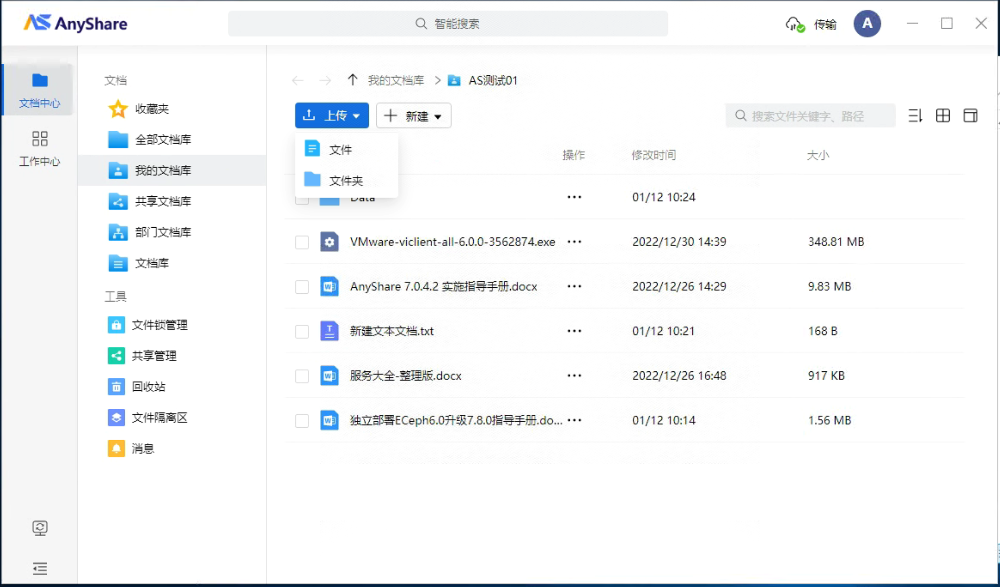 AnyShare
智能搜索
传输
A
文档中心
工作中心
文档
收藏夹
全部文档库
我的文档库
共享文档库
部门文档库
文档库
工具
文件锁管理
共享管理
回收站
文件隔离区
消息
我的文档库 > AS测试01
上传
新建
搜索文件关键字、路径
文件
文件夹
操作 修改时间 大小
Data 01/12 10:24
VMware-viclient-all-6.0.0-3562874.exe 2022/12/30 14:39 348.81 MB
AnyShare 7.0.4.2 实施指导手册.docx 2022/12/26 14:29 9.83 MB
新建文本文档.txt 01/12 10:21 168 B
服务大全-整理版.docx 2022/12/26 16:48 917 KB
独立部署ECeph6.0升级7.8.0指导手册.do... 01/12 10:14 1.56 MB